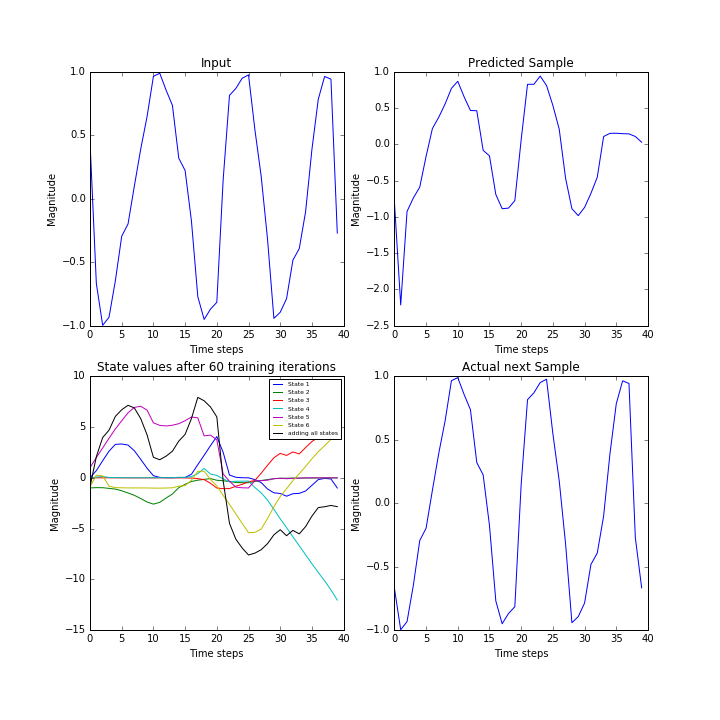 Input
1.0
0.5
0.0
−0.5
−1.0
Magnitude
0 5 10 15 20 25 30 35 40
Time steps
Predicted Sample
1.0
0.5
0.0
−0.5
−1.0
−1.5
−2.0
−2.5
Magnitude
0 5 10 15 20 25 30 35 40
Time steps
State values after 60 training iterations
10
5
0
−5
−10
−15
Magnitude
State 1
State 2
State 3
State 4
State 5
State 6
adding all states
0 5 10 15 20 25 30 35 40
Time steps
Actual next Sample
1.0
0.5
0.0
−0.5
−1.0
Magnitude
0 5 10 15 20 25 30 35 40
Time steps